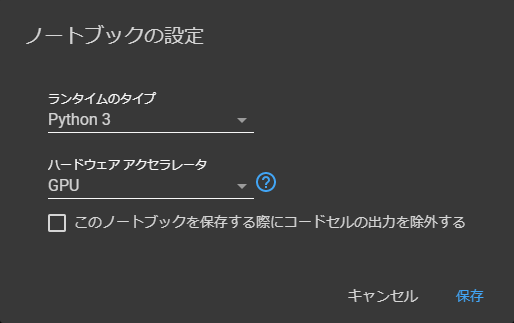 ノートブックの設定
ランタイムのタイプ
Python 3
ハードウェア アクセラレータ
GPU
?
このノートブックを保存する際にコードセルの出力を除外する
キャンセル 保存